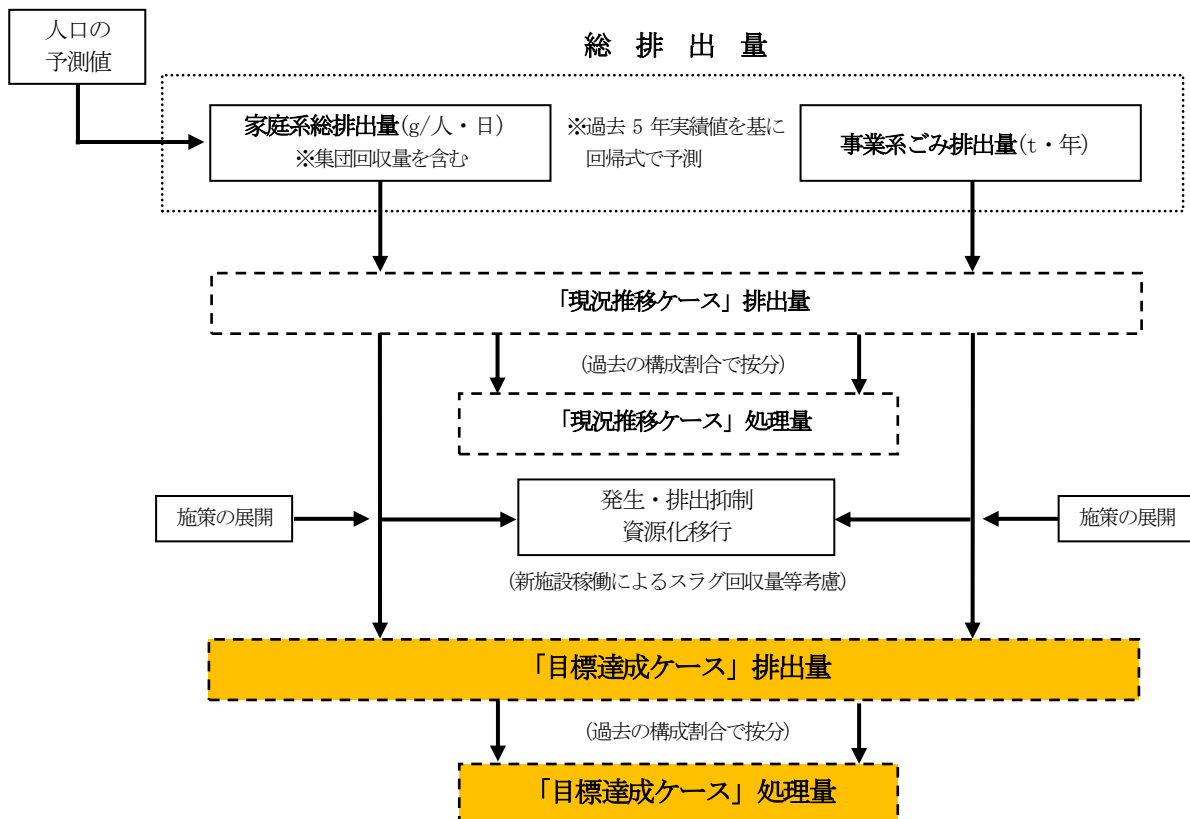 人口の
予測値
総 排 出 量
家庭系総排出量(g/人・日)
※集団回収量を含む
※過去 5 年実績値を基に
回帰式で予測
事業系ごみ排出量(t・年)
「現況推移ケース」排出量
(過去の構成割合で按分)
「現況推移ケース」処理量
施策の展開
発生・排出抑制
資源化移行
施策の展開
(新施設稼働によるスラグ回収量等考慮)
「目標達成ケース」排出量
(過去の構成割合で按分)
「目標達成ケース」処理量